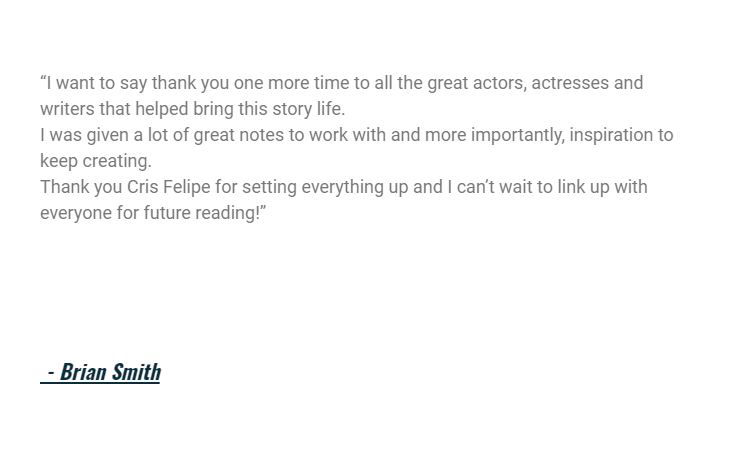 “I want to say thank you one more time to all the great actors, actresses and
writers that helped bring this story life.
I was given a lot of great notes to work with and more importantly, inspiration to
keep creating.
Thank you Cris Felipe for setting everything up and I can’t wait to link up with
everyone for future reading!”
- Brian Smith